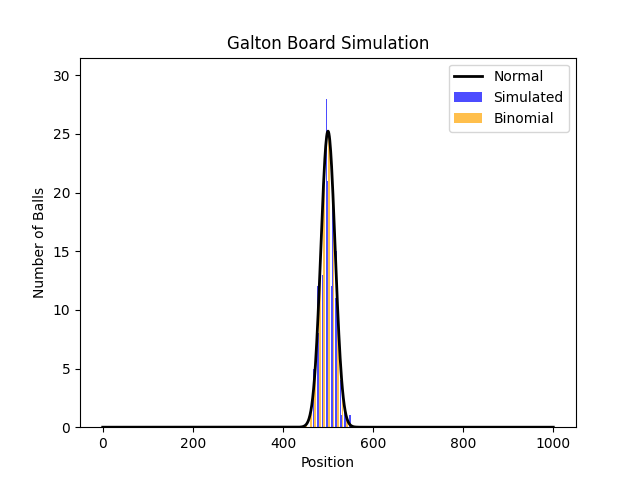 Galton Board Simulation
Normal
Simulated
Binomial
30
25
20
15
10
5
0
Number of Balls
0 200 400 600 800 1000
Position